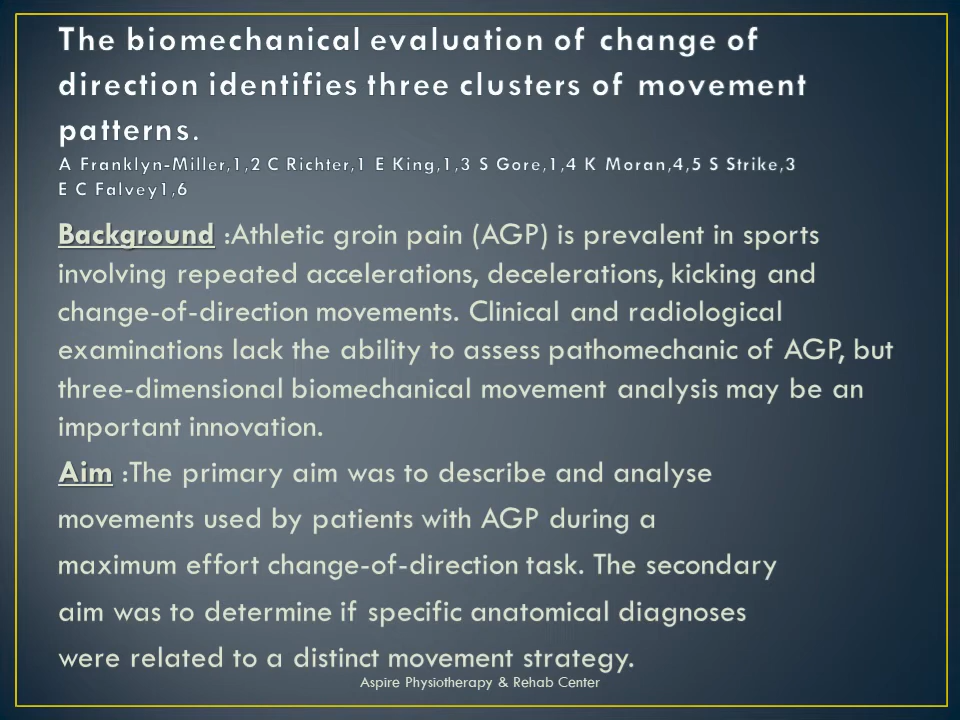 The biomechanical evaluation of change of
direction identifies three clusters of movement
patterns.
A Franklyn-Miller,1,2 C Richter,1 E King,1,3 S Gore,1,4 K Moran,4,5 S Strike,3
E C Falvey1,6
Background :Athletic groin pain (AGP) is prevalent in sports
involving repeated accelerations, decelerations, kicking and
change-of-direction movements. Clinical and radiological
examinations lack the ability to assess pathomechanic of AGP, but
three-dimensional biomechanical movement analysis may be an
important innovation.
Aim :The primary aim was to describe and analyse
movements used by patients with AGP during a
maximum effort change-of-direction task. The secondary
aim was to determine if specific anatomical diagnoses
were related to a distinct movement strategy.
Aspire Physiotherapy & Rehab Center